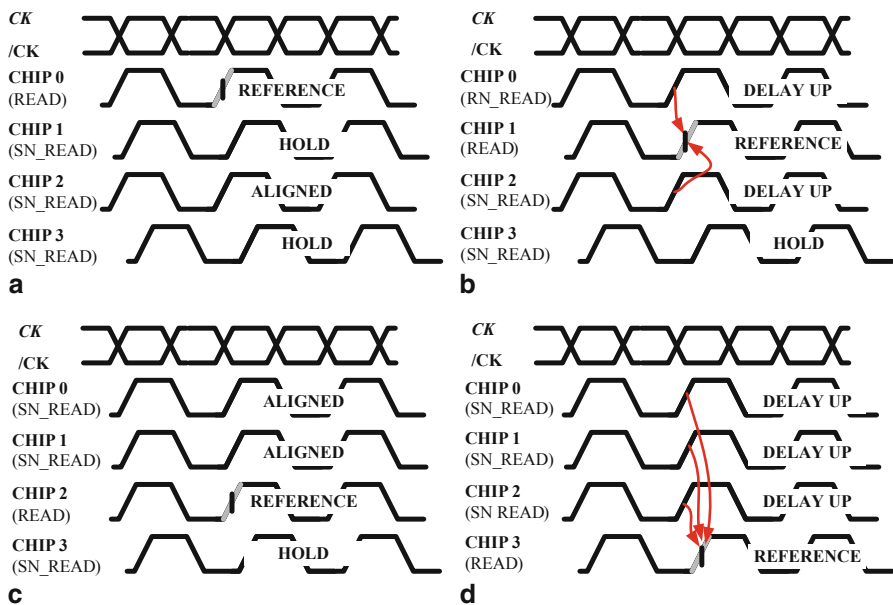 CK
/CK
CHIP 0
(READ)
REFERENCE
CHIP 1
(SN_READ)
HOLD
CHIP 2
(SN_READ)
ALIGNED
CHIP 3
(SN_READ)
HOLD
a
CK
/CK
CHIP 0
(RN_READ)
DELAY UP
CHIP 1
(READ)
REFERENCE
CHIP 2
(SN_READ)
DELAY UP
CHIP 3
(SN_READ)
HOLD
b
CK
/CK
CHIP 0
(SN_READ)
ALIGNED
CHIP 1
(SN_READ)
ALIGNED
CHIP 2
(READ)
REFERENCE
CHIP 3
(SN_READ)
HOLD
c
CK
/CK
CHIP 0
(SN_READ)
DELAY UP
CHIP 1
(SN_READ)
DELAY UP
CHIP 2
(SN READ)
DELAY UP
CHIP 3
(READ)
REFERENCE
d